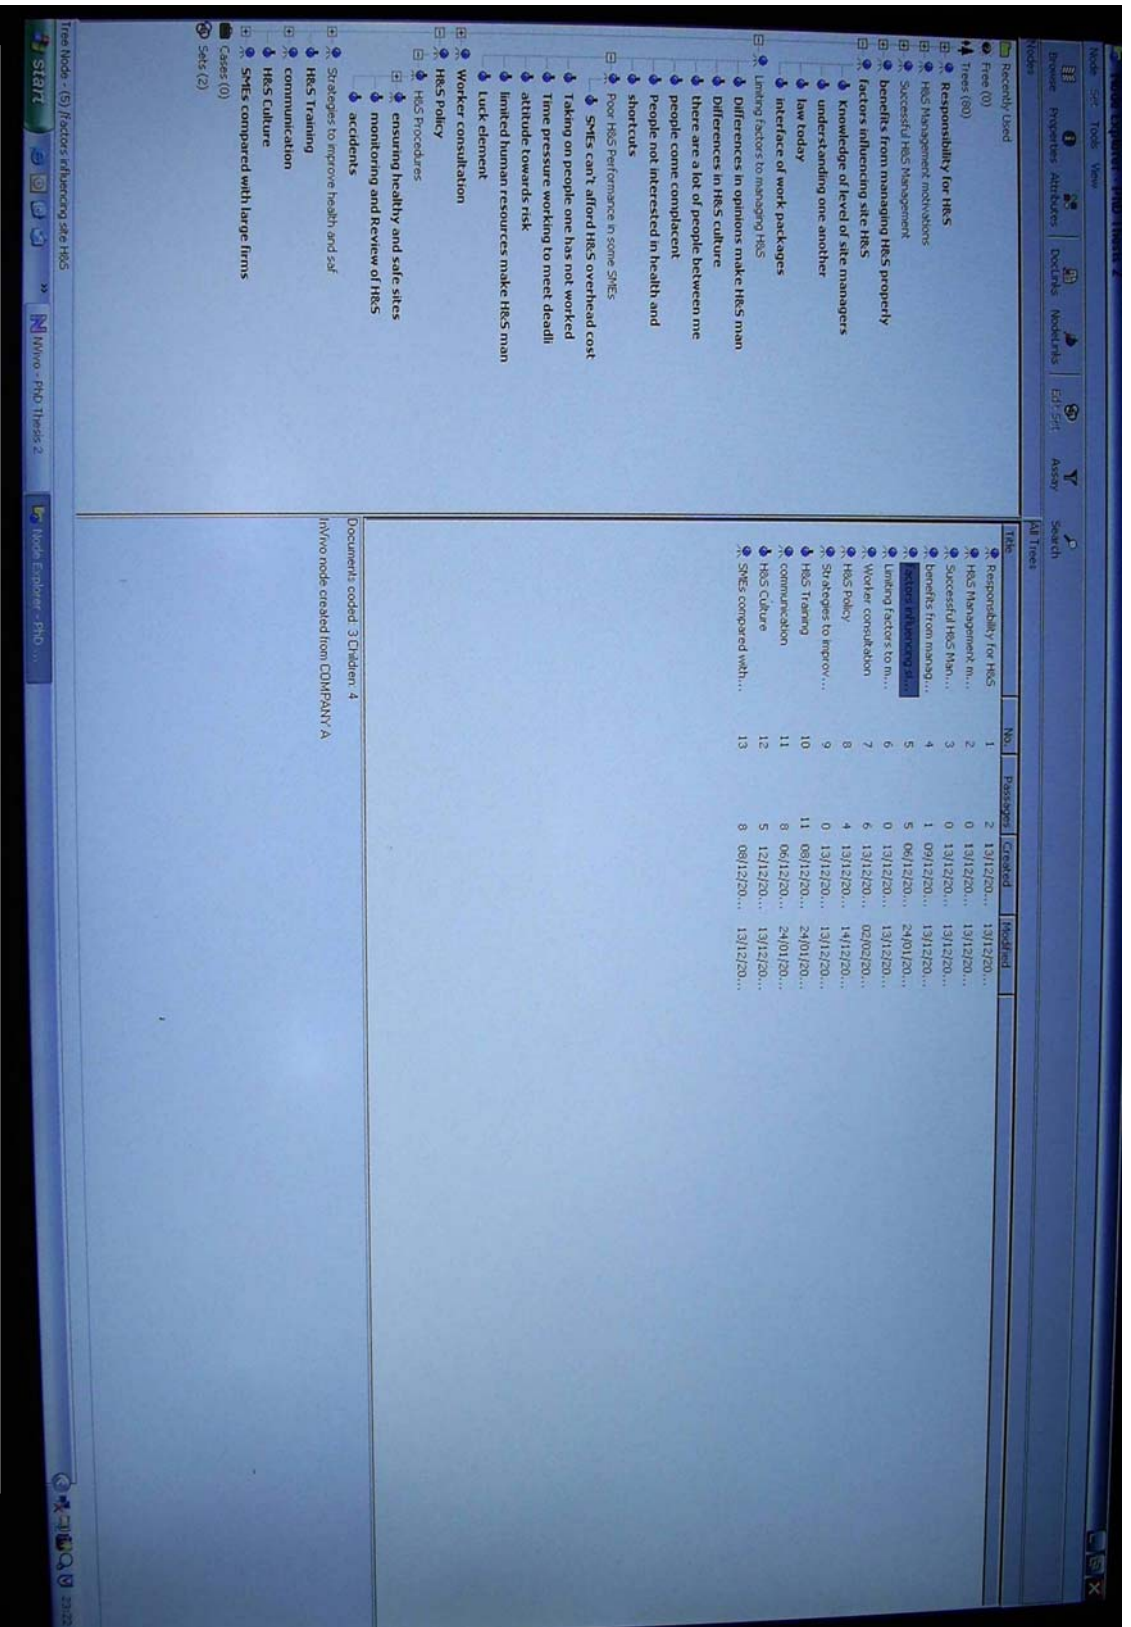 Node Explorer - PhD Thesis 2
Node Set Tools View
Browse Properties Attributes DocLinks NodeLinks Edit Set Assay Search
Nodes
Recently Used
Free (0)
Trees (80)
Responsibility for H&S
H&S Management motivations
Successful H&S Management
benefits from managing H&S properly
factors influencing site H&S
Knowledge of level of site managers
understanding one another
law today
interface of work packages
Limiting factors to managing H&S
Differences in opinions make H&S man
Differences in H&S culture
there are a lot of people between me
people come complacent
People not interested in health and
shortcuts
Poor H&S Performance in some SMEs
SMEs can't afford H&S overhead cost
Taking on people one has not worked
Time pressure working to meet deadli
attitude towards risk
limited human resources make H&S man
Luck element
Worker consultation
H&S Policy
H&S Procedures
ensuring healthy and safe sites
monitoring and Review of H&S
accidents
Strategies to improve health and saf
H&S Training
communication
H&S Culture
SMEs compared with large firms
Cases (0)
Sets (2)
All Trees
Title No. Passages Created Modified
Responsibility for H&S 1 2 13/12/20... 13/12/20...
H&S Management m... 2 0 13/12/20... 13/12/20...
Successful H&S Man... 3 0 13/12/20... 13/12/20...
benefits from manag... 4 1 09/12/20... 13/12/20...
factors influencing si... 5 5 06/12/20... 24/01/20...
Limiting factors to m... 6 0 13/12/20... 13/12/20...
Worker consultation 7 6 13/12/20... 02/02/20...
H&S Policy 8 4 13/12/20... 14/12/20...
Strategies to improv... 9 0 13/12/20... 13/12/20...
H&S Training 10 11 08/12/20... 24/01/20...
communication 11 8 06/12/20... 24/01/20...
H&S Culture 12 5 12/12/20... 13/12/20...
SMEs compared with... 13 8 08/12/20... 13/12/20...
Documents coded: 3 Children: 4
InVivo node created from COMPANY A
Tree Node - (5) /factors influencing site H&S
start » NVivo - PhD Thesis 2 Node Explorer - PhD ... 23:22